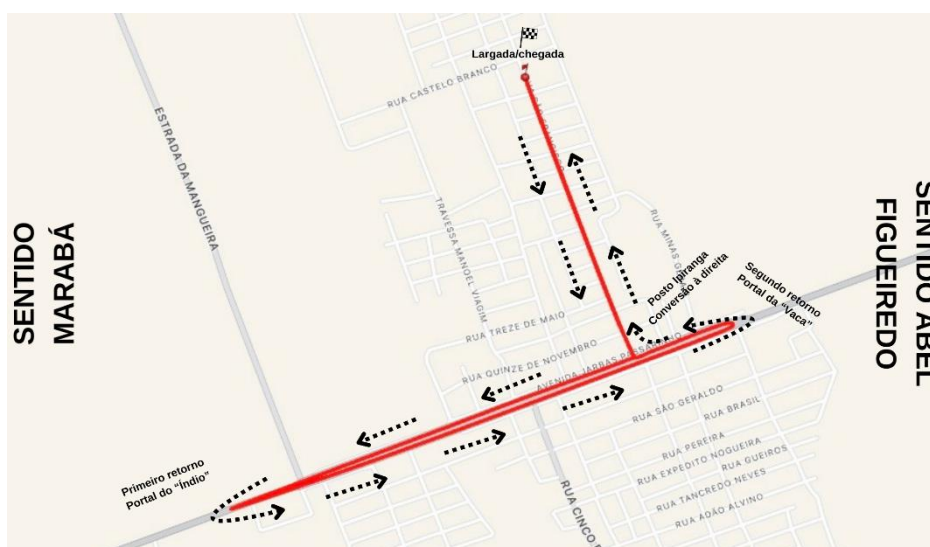 Largada/chegada
RUA CASTELO BRANCO
ESTRADA DA MANGUEIRA
TRAVESSA MANOEL VIAGIM
SENTIDO
MARABÁ
SENTIDO ABEL
FIGUEIREDO
Posto Ipiranga
Conversão à direita
Segundo retorno
Portal da “Vaca”
RUA TREZE DE MAIO
RUA QUINZE DE NOVEMBRO
AVENIDA JARBAS PASSARINHO
RUA SÃO GERALDO
RUA BRASIL
RUA PEREIRA
RUA EXPEDITO NOGUEIRA
RUA GUEIROS
RUA TANCREDO NEVES
RUA ADÃO ALVINO
RUA CINCO
Primeiro retorno
Portal do “Índio”
RUA MINAS